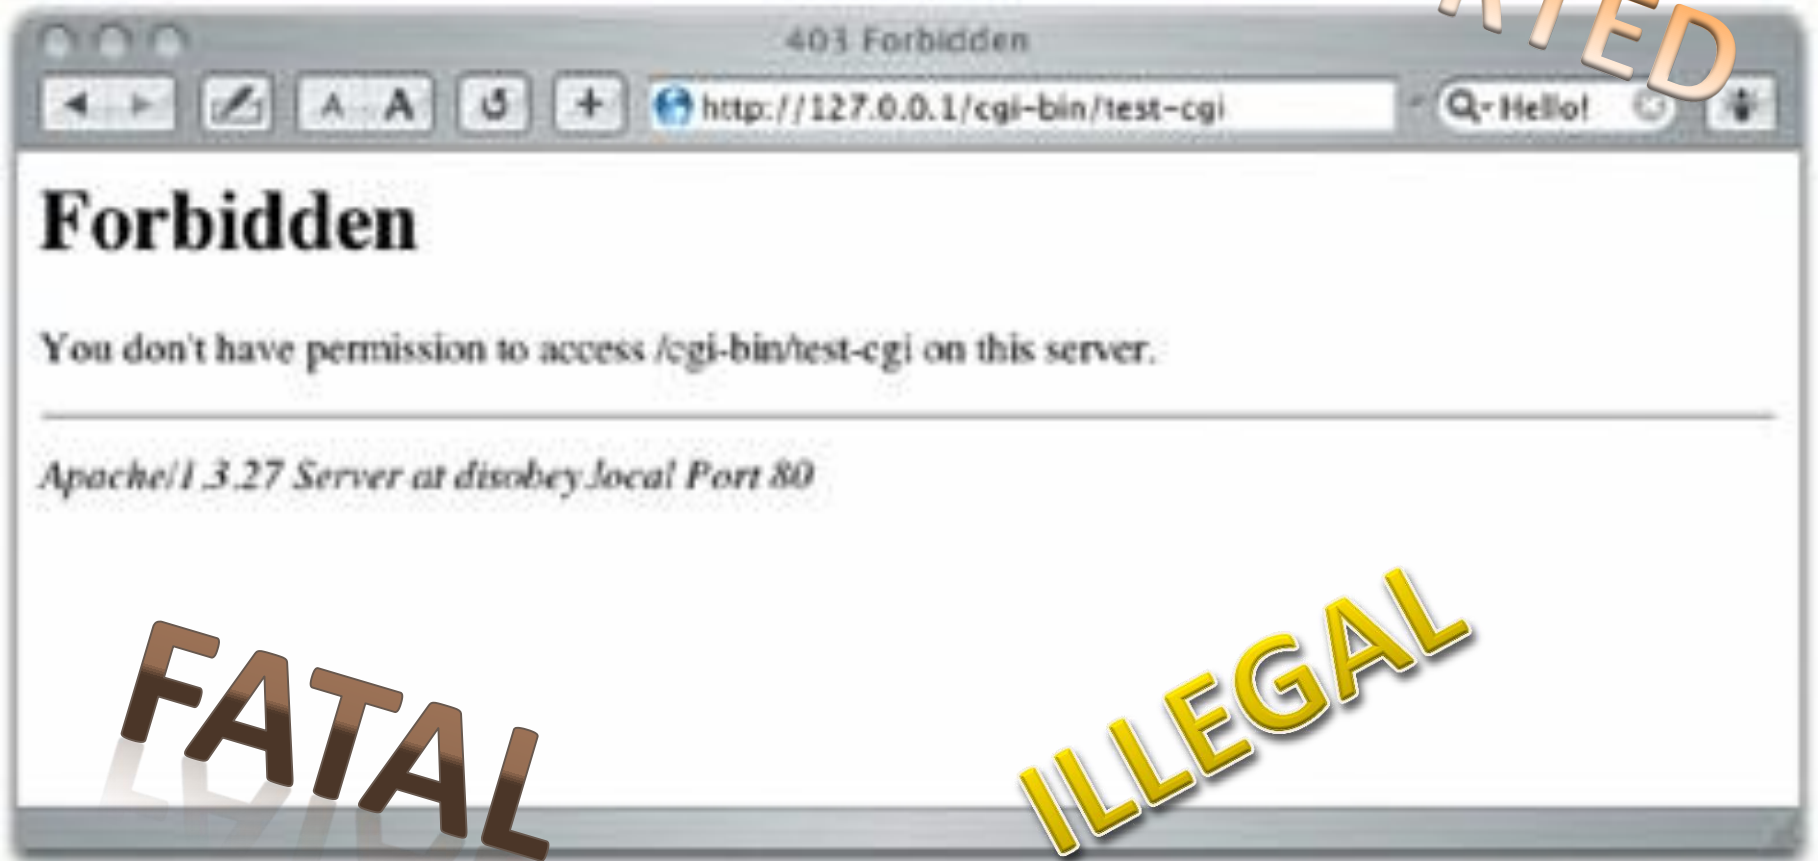 RTED
403 Forbidden
A A
http://127.0.0.1/cgi-bin/test-cgi
Hello!
Forbidden
You don't have permission to access /cgi-bin/test-cgi on this server.
Apache/1.3.27 Server at disobey.local Port 80
FATAL
ILLEGAL